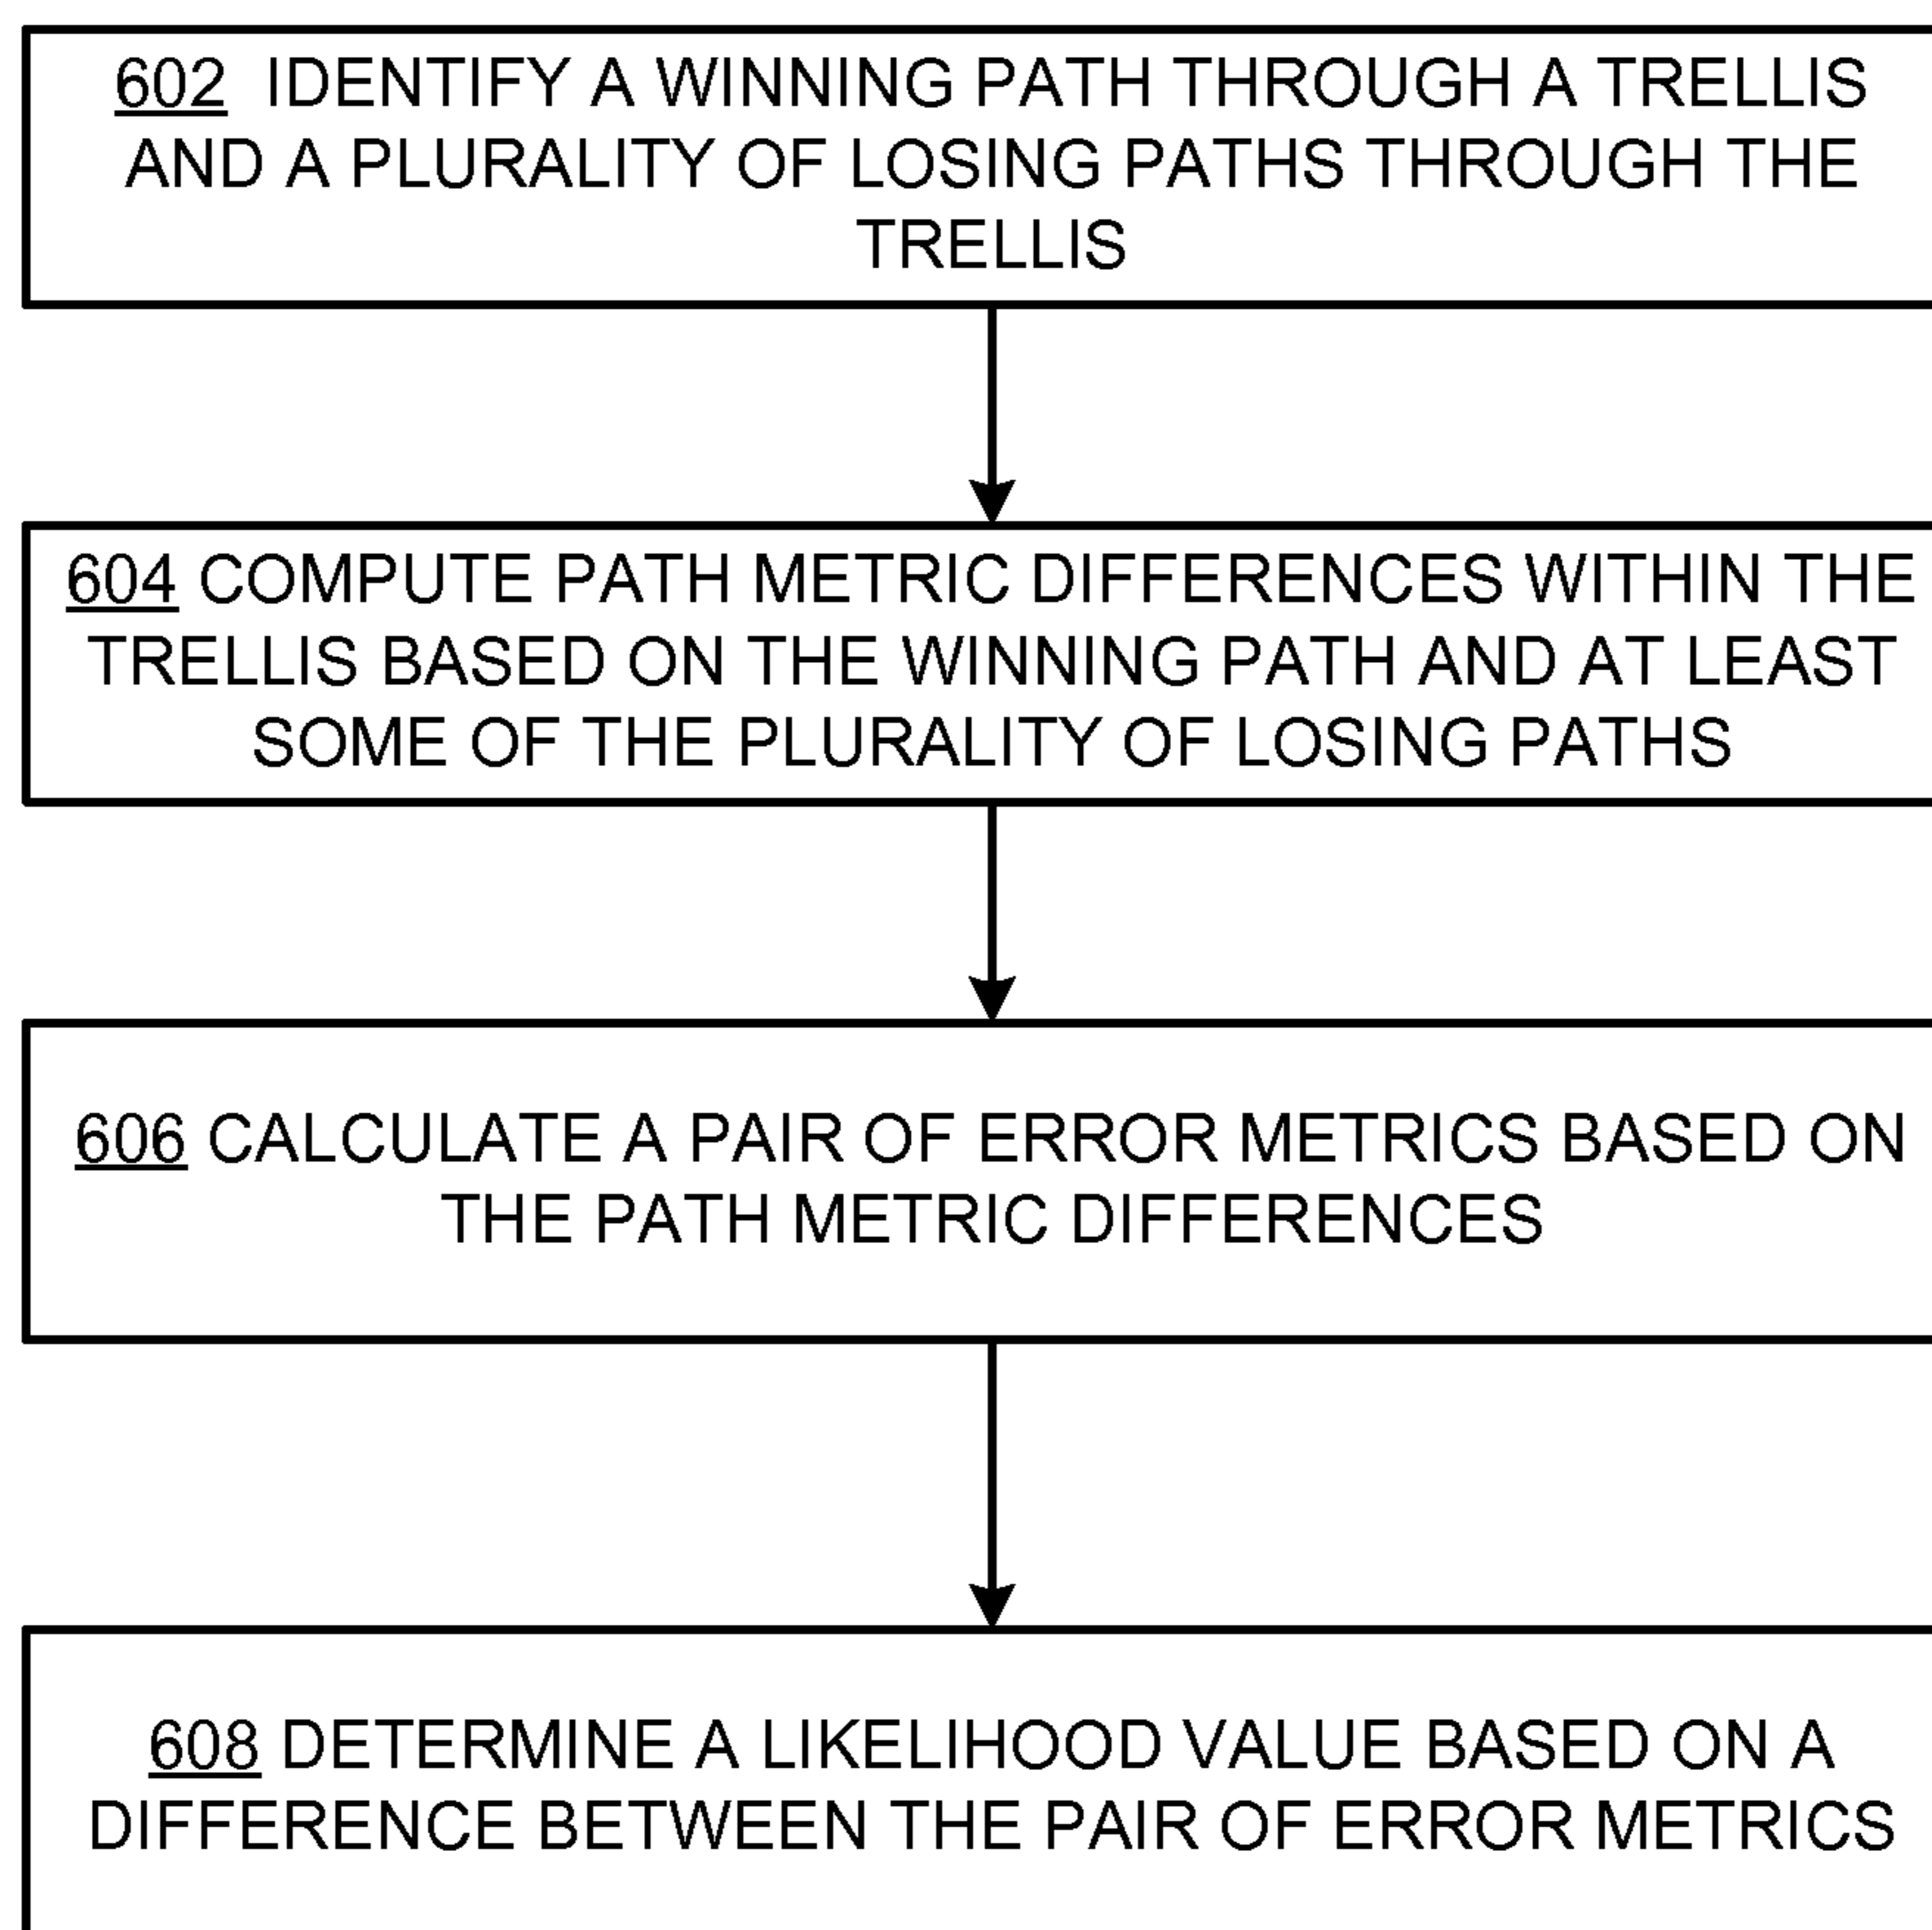 602 IDENTIFY A WINNING PATH THROUGH A TRELLIS
AND A PLURALITY OF LOSING PATHS THROUGH THE
TRELLIS
604 COMPUTE PATH METRIC DIFFERENCES WITHIN THE
TRELLIS BASED ON THE WINNING PATH AND AT LEAST
SOME OF THE PLURALITY OF LOSING PATHS
606 CALCULATE A PAIR OF ERROR METRICS BASED ON
THE PATH METRIC DIFFERENCES
608 DETERMINE A LIKELIHOOD VALUE BASED ON A
DIFFERENCE BETWEEN THE PAIR OF ERROR METRICS